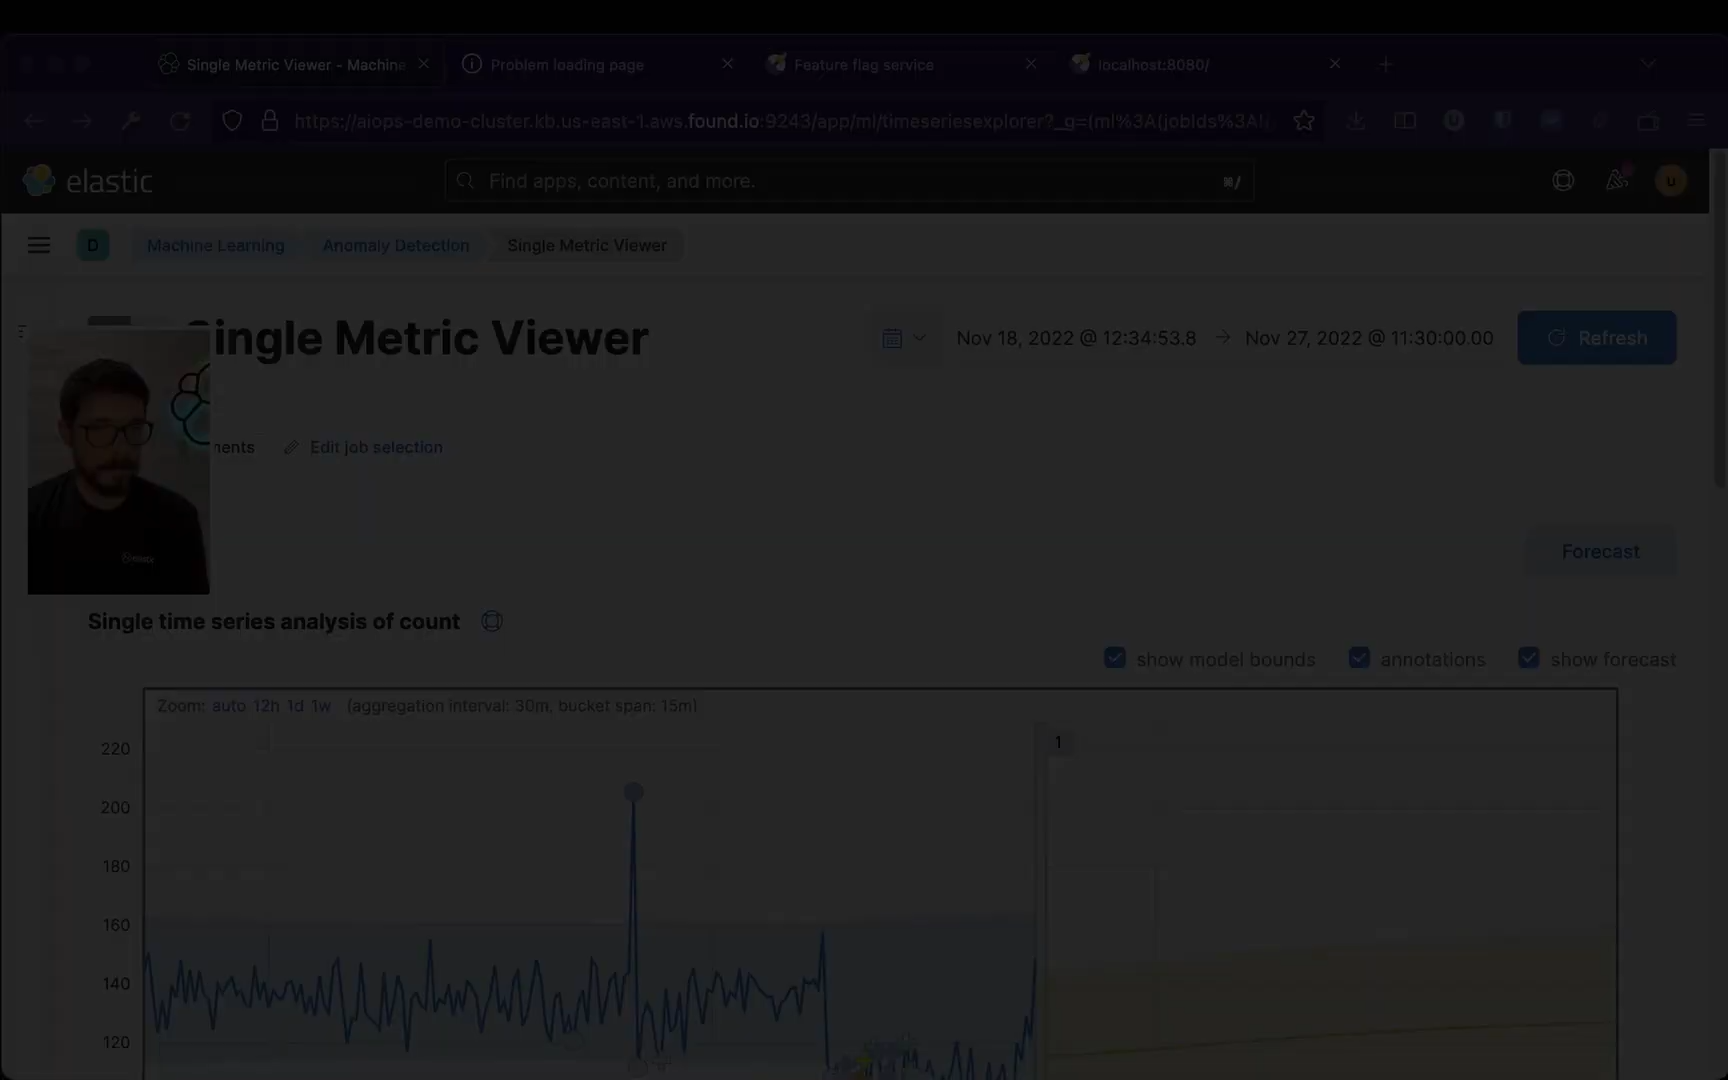 Single Metric Viewer - Machine
Problem loading page
Feature flag service
localhost:8080/
https://aiops-demo-cluster.kb.us-east-1.aws.found.io:9243/app/ml/timeseriesexplorer?_g=(ml%3A(jobIds%3A!
elastic
Find apps, content, and more.
⌘/
u
D
Machine Learning
Anomaly Detection
Single Metric Viewer
Single Metric Viewer
Nov 18, 2022 @ 12:34:53.8 → Nov 27, 2022 @ 11:30:00.00
Refresh
ments
Edit job selection
elastic
Forecast
Single time series analysis of count
show model bounds
annotations
show forecast
Zoom: auto 12h 1d 1w (aggregation interval: 30m, bucket span: 15m)
220
1
200
180
160
140
120